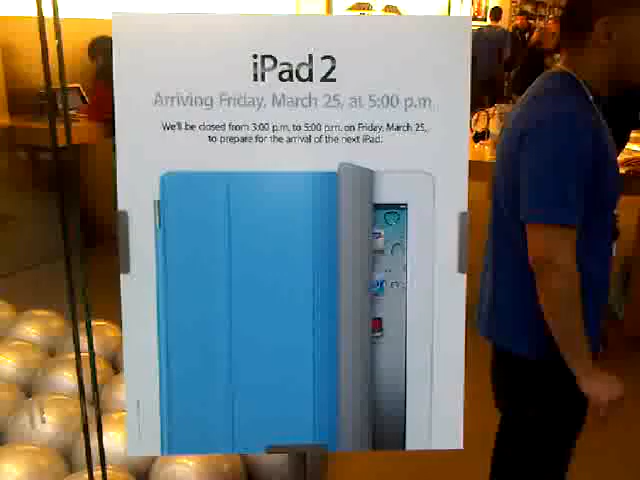 iPad 2
Arriving Friday, March 25, at 5:00 p.m.
We'll be closed from 3:00 p.m. to 5:00 p.m. on Friday, March 25,
to prepare for the arrival of the next iPad.